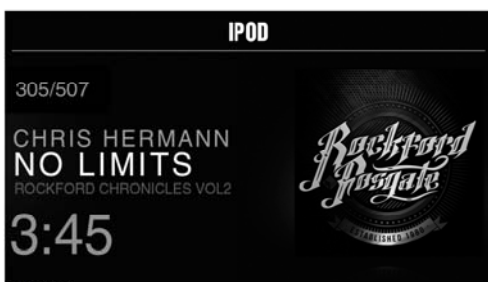 IPOD
305/507
CHRIS HERMANN
NO LIMITS
ROCKFORD CHRONICLES VOL2
3:45
Rockford
Fosgate
ESTABLISHED 1980